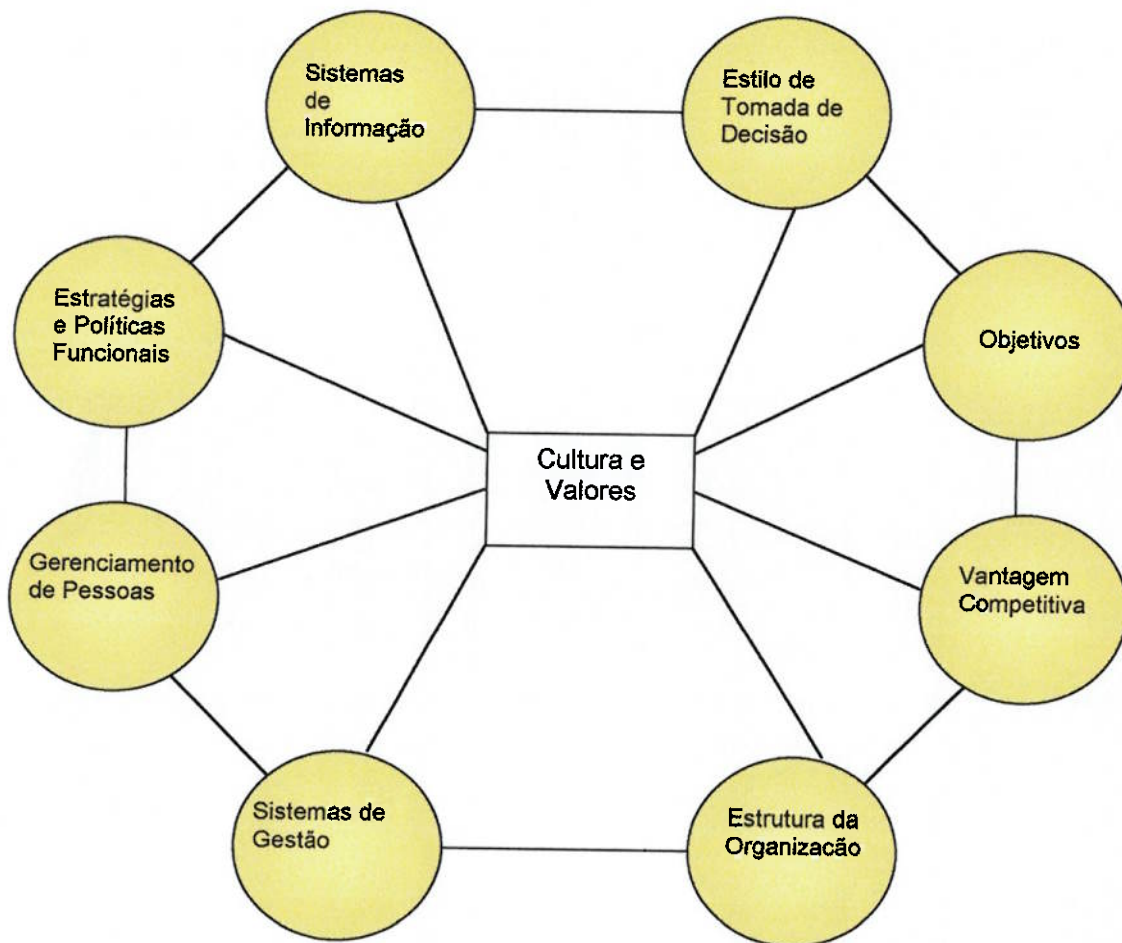 Sistemas
de
Informação
Estilo de
Tomada de
Decisão
Estratégias
e Políticas
Funcionais
Objetivos
Cultura e
Valores
Gerenciamento
de Pessoas
Vantagem
Competitiva
Sistemas de
Gestão
Estrutura da
Organizacão